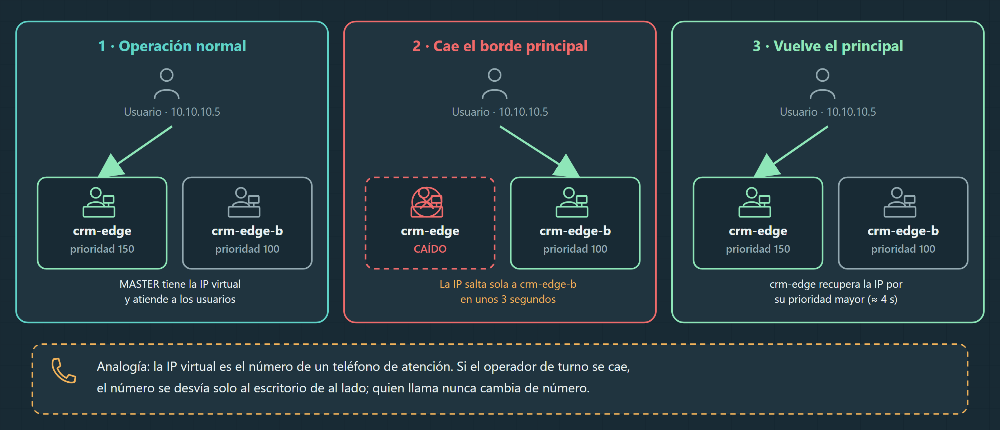 1 · Operación normal
Usuario · 10.10.10.5
crm-edge
prioridad 150
crm-edge-b
prioridad 100
MASTER tiene la IP virtual
y atiende a los usuarios
2 · Cae el borde principal
Usuario · 10.10.10.5
crm-edge
CAÍDO
crm-edge-b
prioridad 100
La IP salta sola a crm-edge-b
en unos 3 segundos
3 · Vuelve el principal
Usuario · 10.10.10.5
crm-edge
prioridad 150
crm-edge-b
prioridad 100
crm-edge recupera la IP por
su prioridad mayor (≈ 4 s)
Analogía: la IP virtual es el número de un teléfono de atención. Si el operador de turno se cae,
el número se desvía solo al escritorio de al lado; quien llama nunca cambia de número.